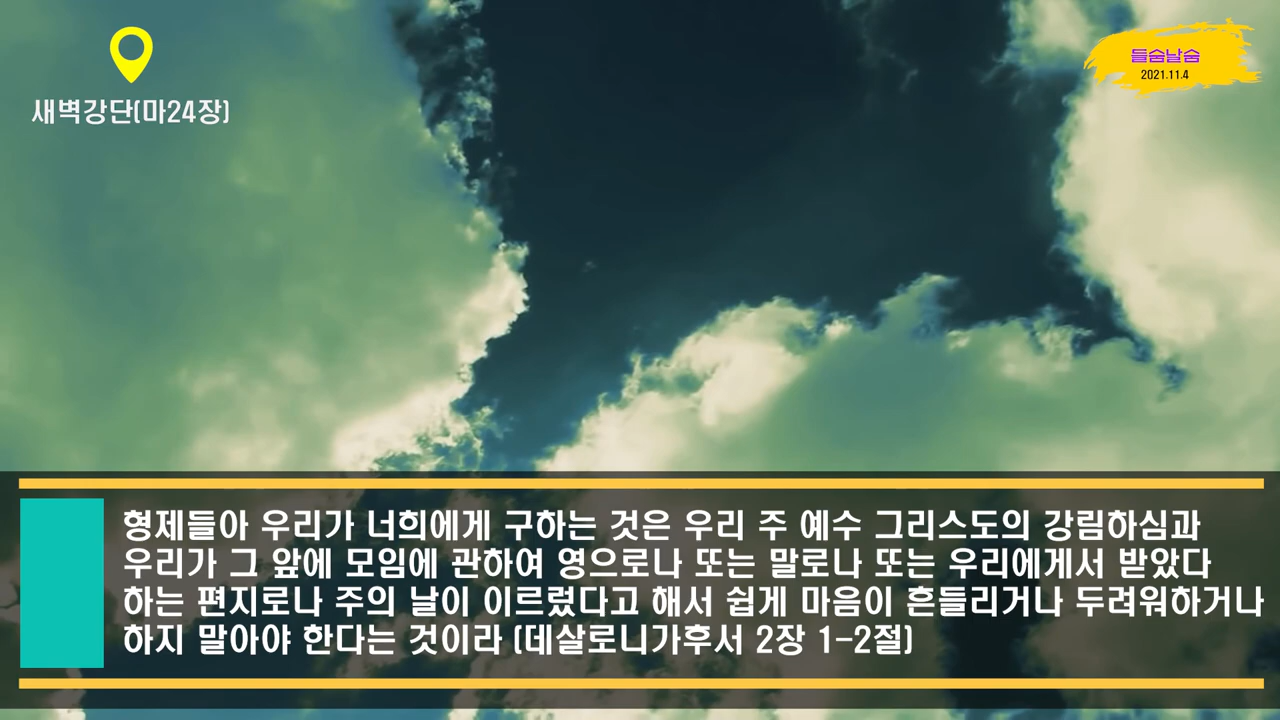 새벽강단(마24장)
들숨날숨
2021.11.4
형제들아 우리가 너희에게 구하는 것은 우리 주 예수 그리스도의 강림하심과
우리가 그 앞에 모임에 관하여 영으로나 또는 말로나 또는 우리에게서 받았다
하는 편지로나 주의 날이 이르렀다고 해서 쉽게 마음이 흔들리거나 두려워하거나
하지 말아야 한다는 것이라 (데살로니가후서 2장 1-2절)